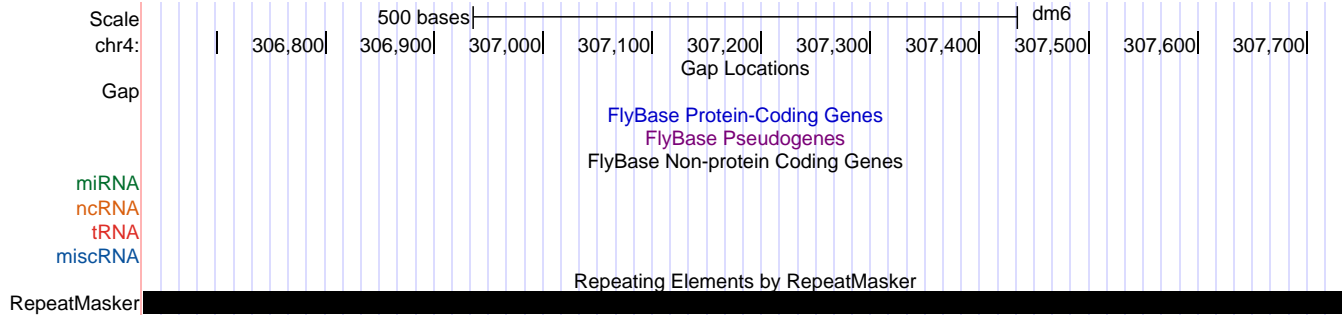 Scale 500 bases dm6
chr4: 306,800 306,900 307,000 307,100 307,200 307,300 307,400 307,500 307,600 307,700
Gap Locations
Gap
FlyBase Protein-Coding Genes
FlyBase Pseudogenes
FlyBase Non-protein Coding Genes
miRNA
ncRNA
tRNA
miscRNA
Repeating Elements by RepeatMasker
RepeatMasker